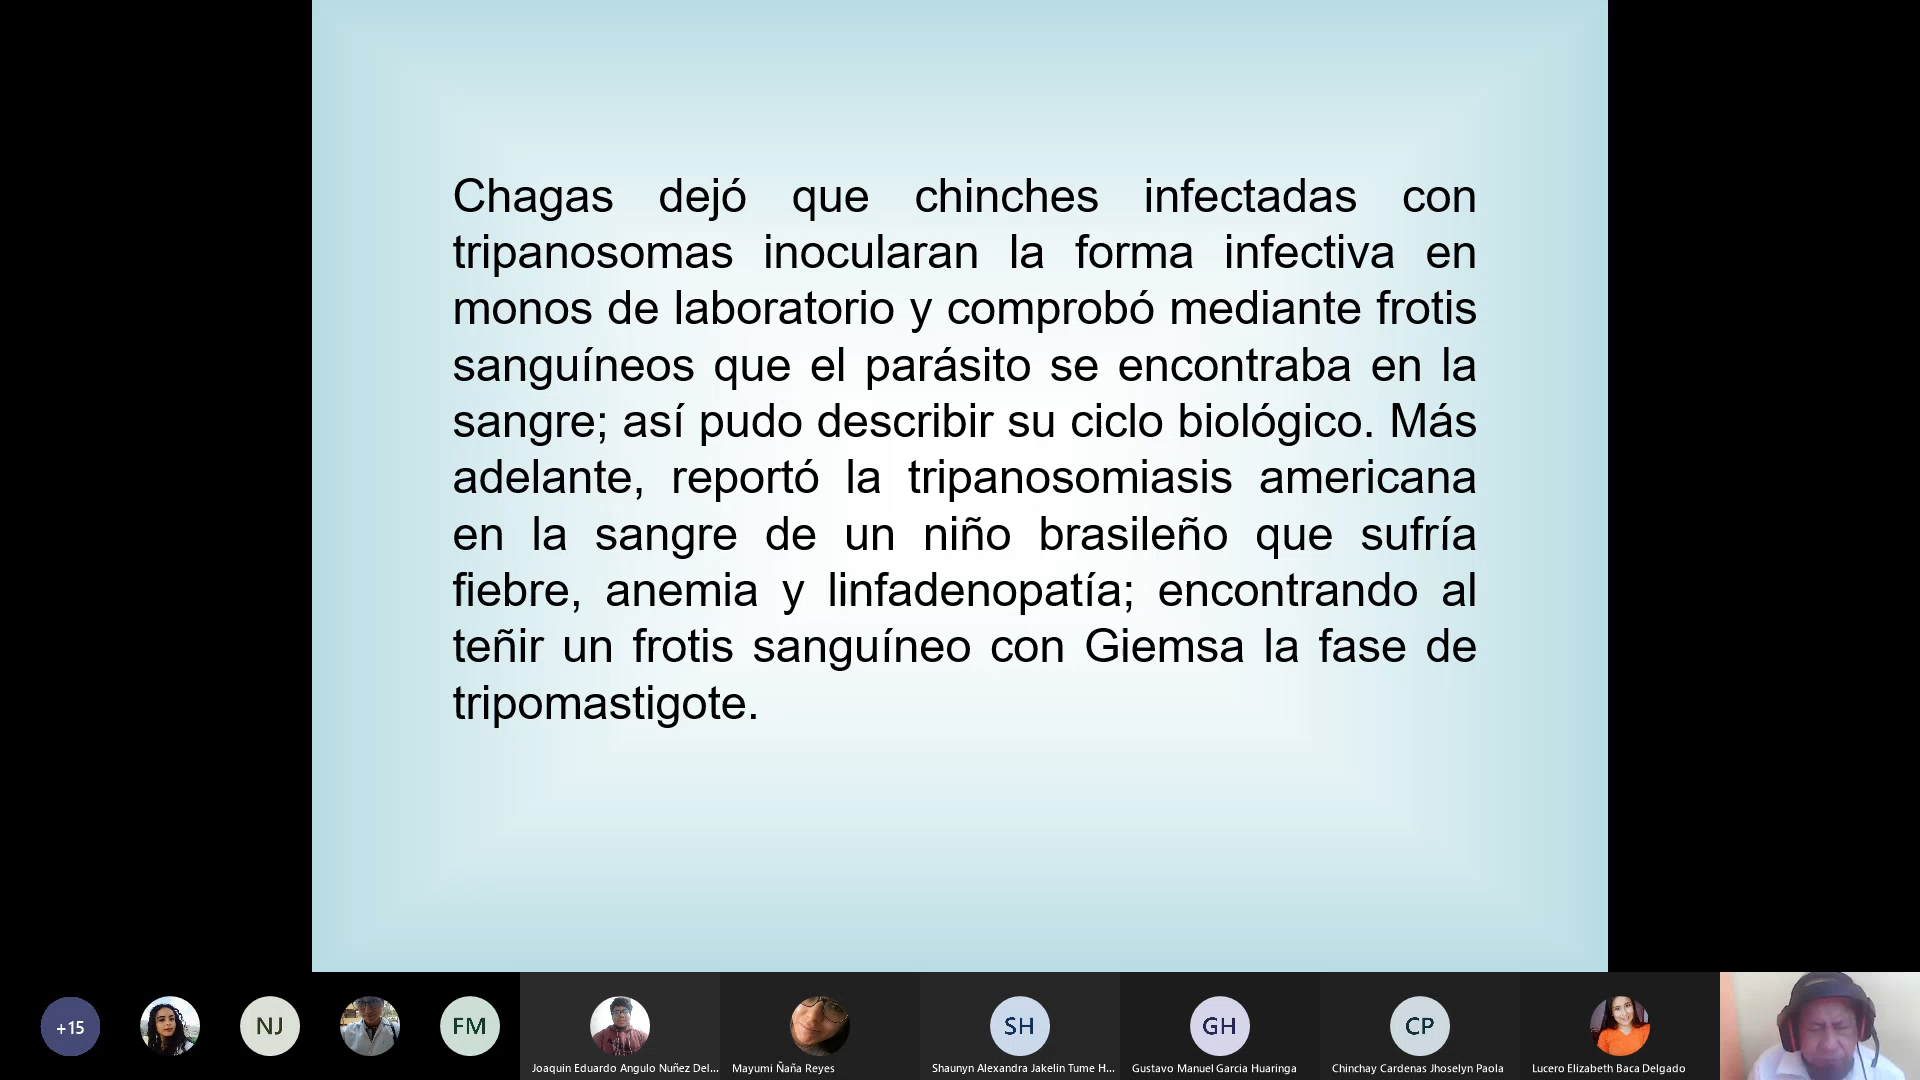 Chagas dejó que chinches infectadas con
tripanosomas inocularan la forma infectiva en
monos de laboratorio y comprobó mediante frotis
sanguíneos que el parásito se encontraba en la
sangre; así pudo describir su ciclo biológico. Más
adelante, reportó la tripanosomiasis americana
en la sangre de un niño brasileño que sufría
fiebre, anemia y linfadenopatía; encontrando al
teñir un frotis sanguíneo con Giemsa la fase de
tripomastigote.
+15
NJ
FM
SH
GH
CP
Joaquin Eduardo Angulo Nuñez Del...
Mayumi Ñaña Reyes
Shaunyn Alexandra Jakelin Tume H...
Gustavo Manuel Garcia Huaringa
Chinchay Cardenas Jhoselyn Paola
Lucero Elizabeth Baca Delgado